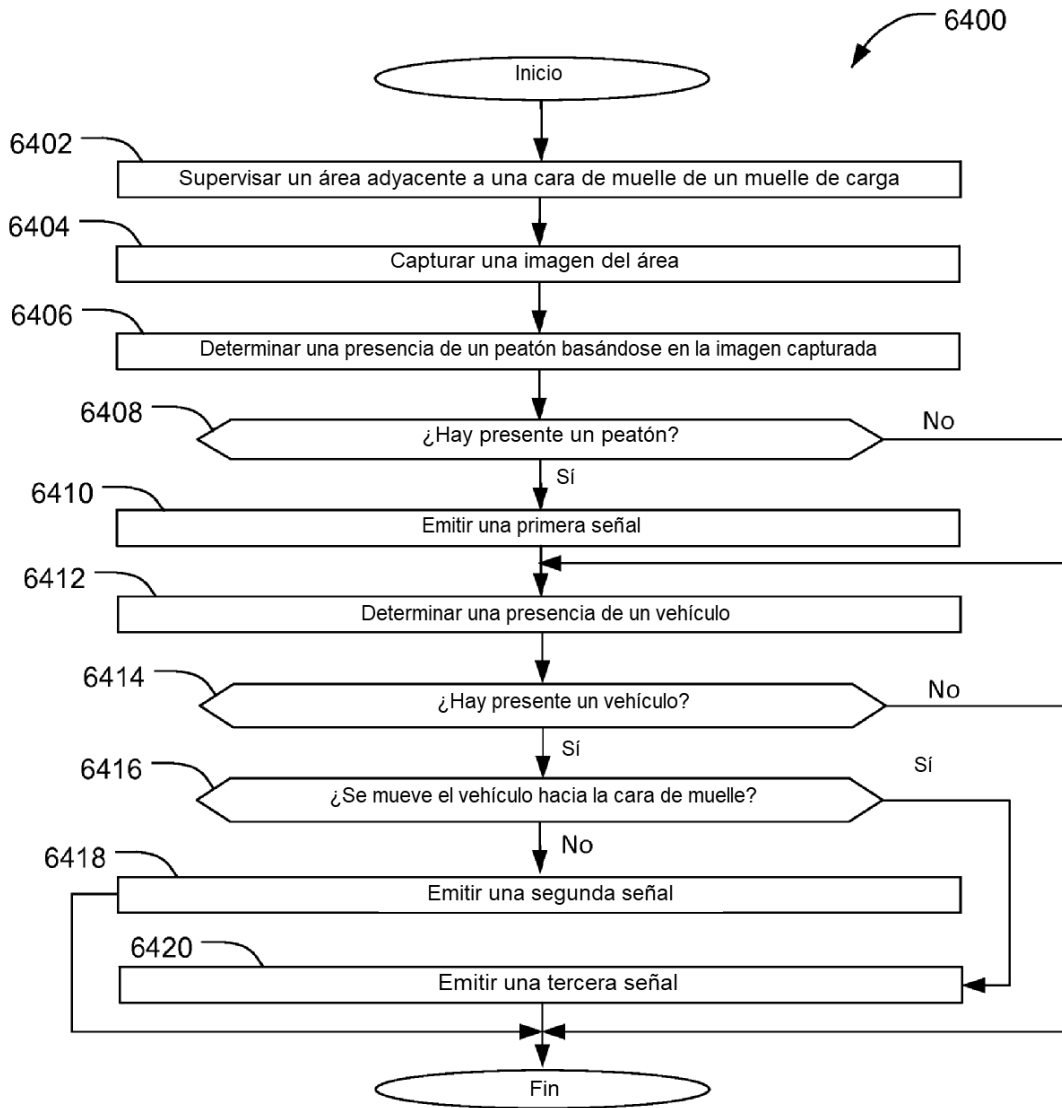 6400
Inicio
6402
Supervisar un área adyacente a una cara de muelle de un muelle de carga
6404
Capturar una imagen del área
6406
Determinar una presencia de un peatón basándose en la imagen capturada
6408
¿Hay presente un peatón?
No
Sí
6410
Emitir una primera señal
6412
Determinar una presencia de un vehículo
6414
¿Hay presente un vehículo?
No
Sí
6416
¿Se mueve el vehículo hacia la cara de muelle?
Sí
No
6418
Emitir una segunda señal
6420
Emitir una tercera señal
Fin